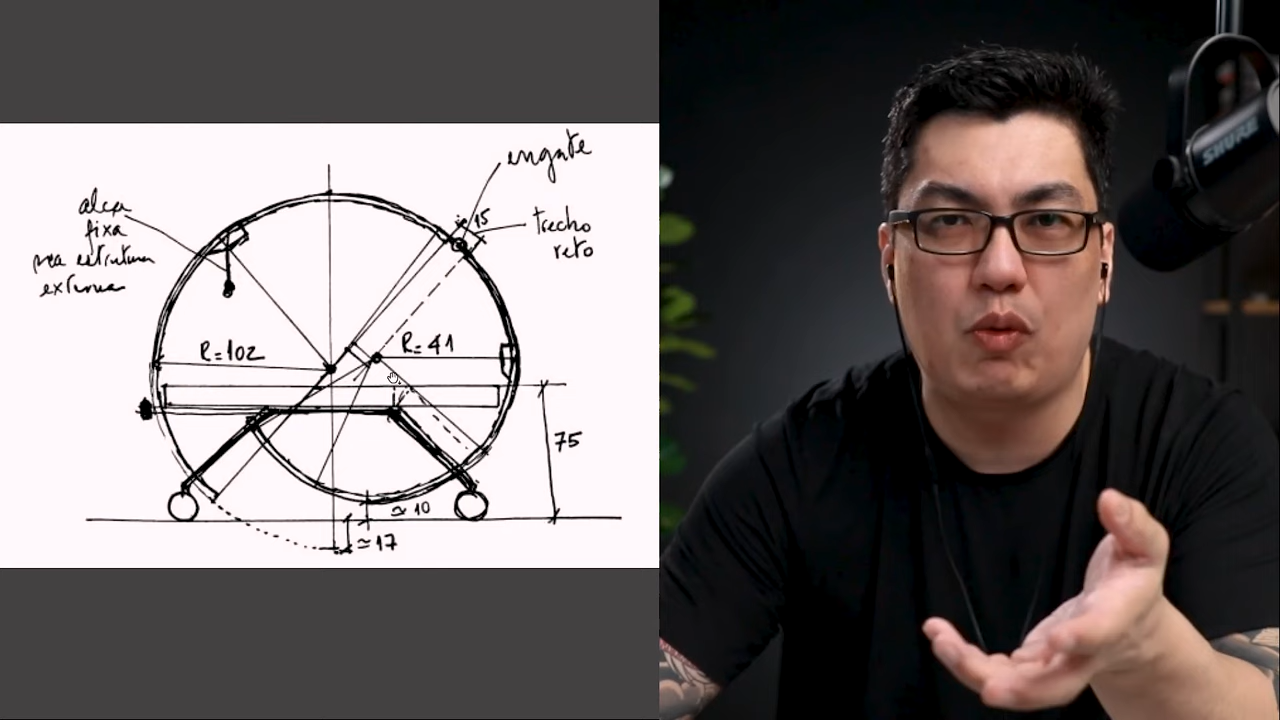 engate
alça
fixa
pra estrutura
externa
15
trecho
reto
R=102
R=41
75
≃10
≃17
SHURE